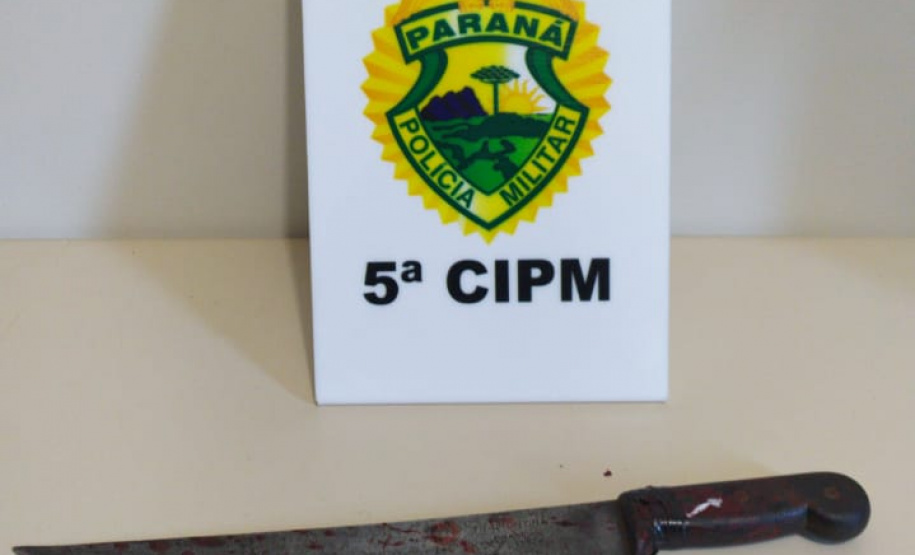 PARANÁ
POLÍCIA MILITAR
5ª CIPM